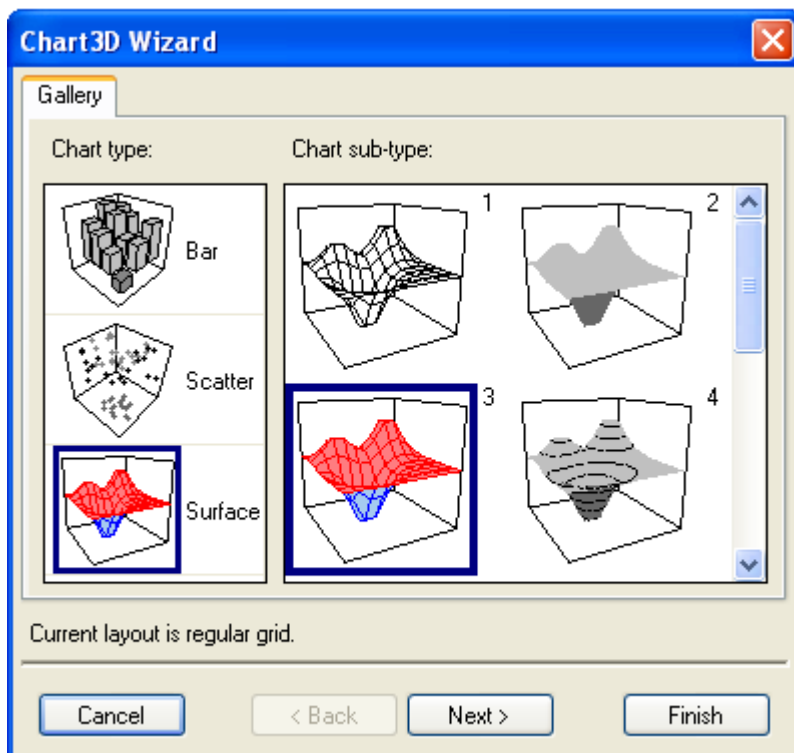 Chart3D Wizard
Gallery
Chart type:
Chart sub-type:
Bar
Scatter
Surface
1
2
3
4
Current layout is regular grid.
Cancel
< Back
Next >
Finish